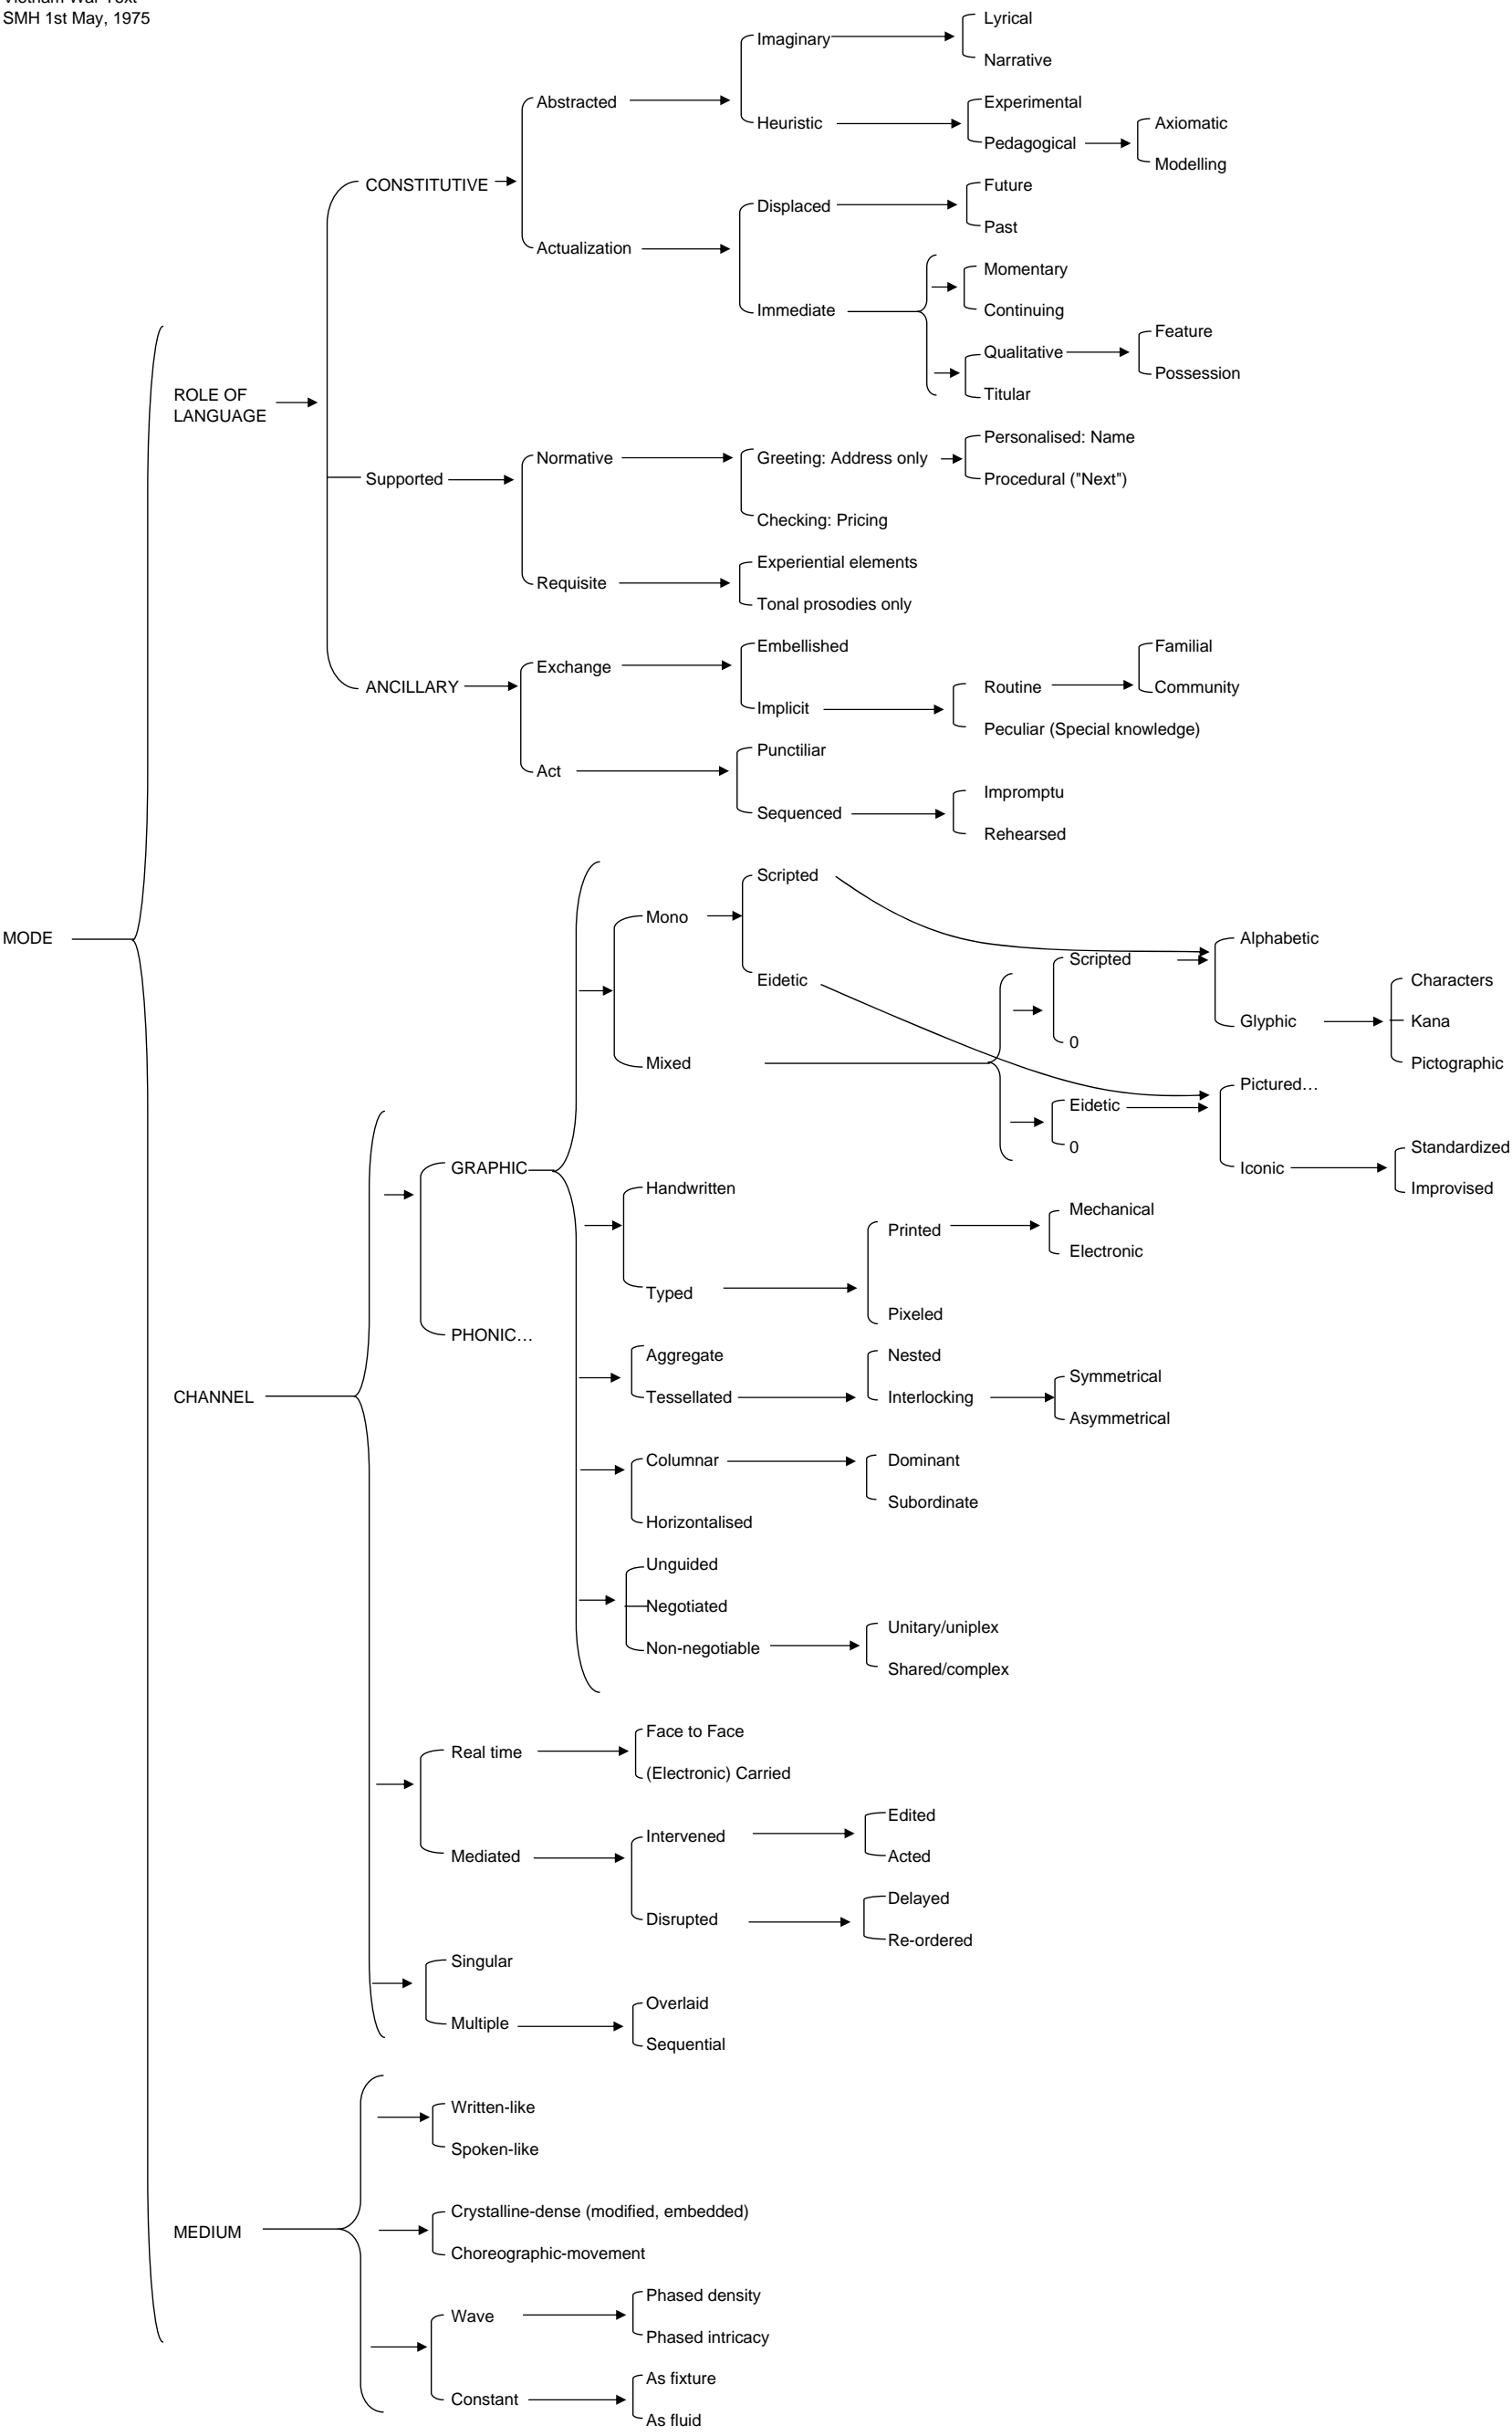 Vietnam War Text
SMH 1st May, 1975
Lyrical
Imaginary
Narrative
Abstracted
Experimental
Heuristic
Axiomatic
Pedagogical
Modelling
CONSTITUTIVE
Future
Displaced
Past
Actualization
Momentary
Immediate
Continuing
Feature
Qualitative
Possession
Titular
ROLE OF
LANGUAGE
Personalised: Name
Normative
Greeting: Address only
Supported
Procedural ("Next")
Checking: Pricing
Experiential elements
Requisite
Tonal prosodies only
Embellished
Familial
Exchange
ANCILLARY
Routine
Community
Implicit
Peculiar (Special knowledge)
Punctiliar
Act
Impromptu
Sequenced
Rehearsed
Scripted
Mono
MODE
Alphabetic
Scripted
Eidetic
Characters
Glyphic
Kana
0
Mixed
Pictographic
Pictured...
Eidetic
0
Standardized
GRAPHIC
Iconic
Handwritten
Improvised
Mechanical
Printed
Electronic
Typed
Pixeled
PHONIC...
Aggregate
Nested
Symmetrical
CHANNEL
Tessellated
Interlocking
Asymmetrical
Columnar
Dominant
Subordinate
Horizontalised
Unguided
Negotiated
Unitary/uniplex
Non-negotiable
Shared/complex
Face to Face
Real time
(Electronic) Carried
Edited
Intervened
Mediated
Acted
Delayed
Disrupted
Re-ordered
Singular
Overlaid
Multiple
Sequential
Written-like
Spoken-like
Crystalline-dense (modified, embedded)
MEDIUM
Choreographic-movement
Phased density
Wave
Phased intricacy
As fixture
Constant
As fluid